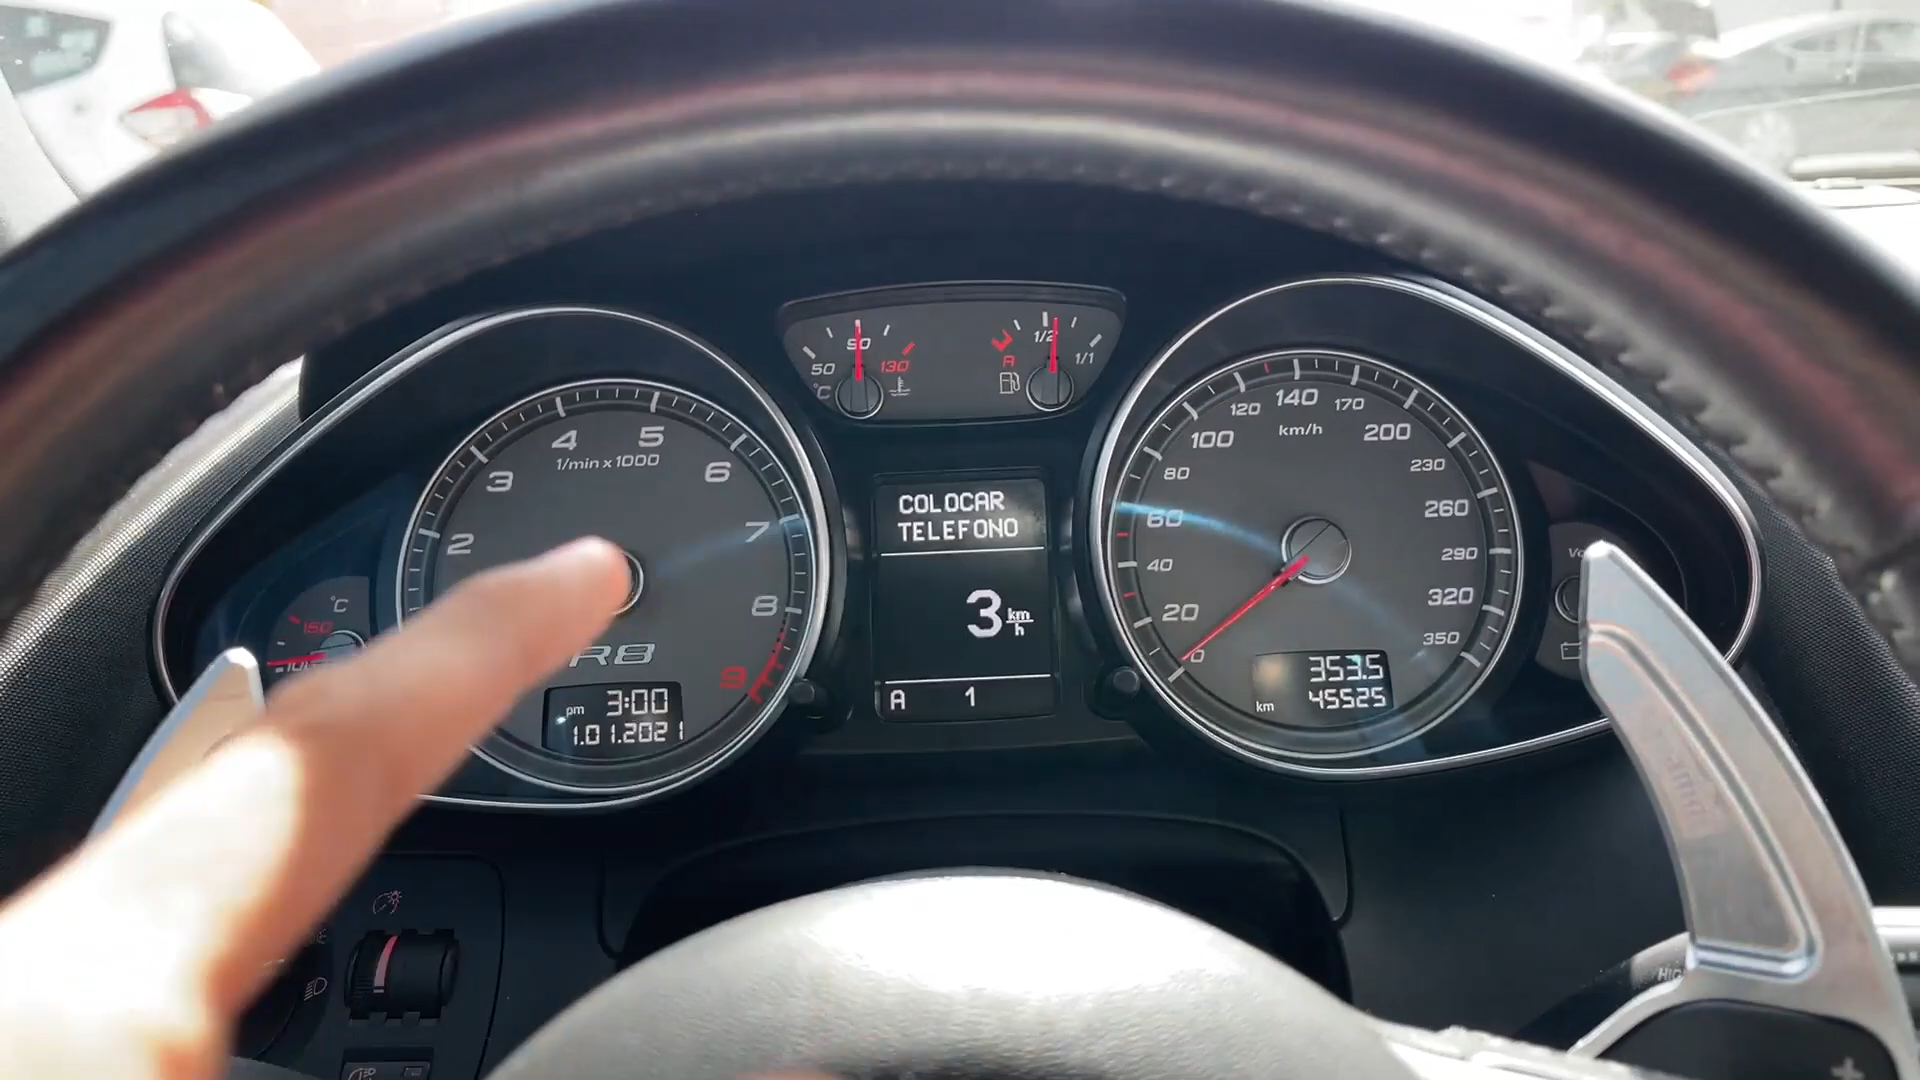 50
90
130
°C
A
1/2
1/1
2
3
4
5
6
7
8
9
1/min x 1000
R8
pm 3:00
1.01.2021
°C
150
COLOCAR
TELEFONO
3 km/h
A 1
0
20
40
60
80
100
120
140
170
200
230
260
290
320
350
km/h
353.5
km 45525
+